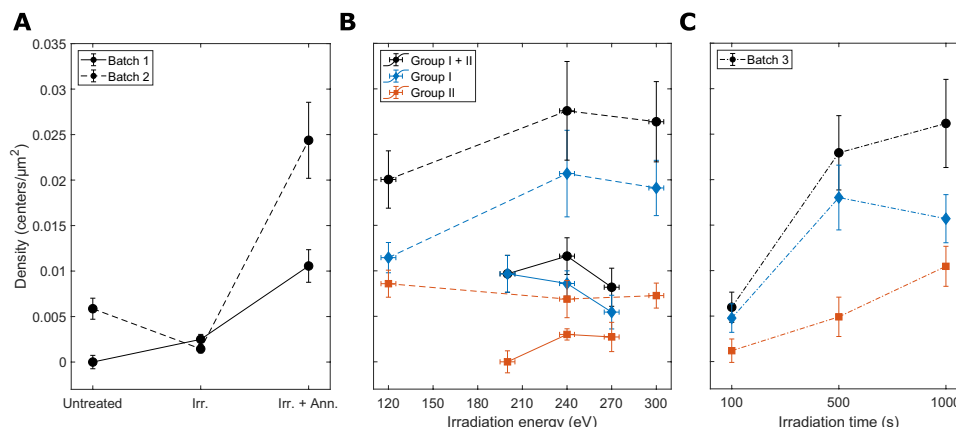 A
B
C
Density (centers/µm²)
0.035
0.03
0.025
0.02
0.015
0.01
0.005
0
Batch 1
Batch 2
Untreated
Irr.
Irr. + Ann.
Group I + II
Group I
Group II
120
150
180
210
240
270
300
Irradiation energy (eV)
Batch 3
100
500
1000
Irradiation time (s)